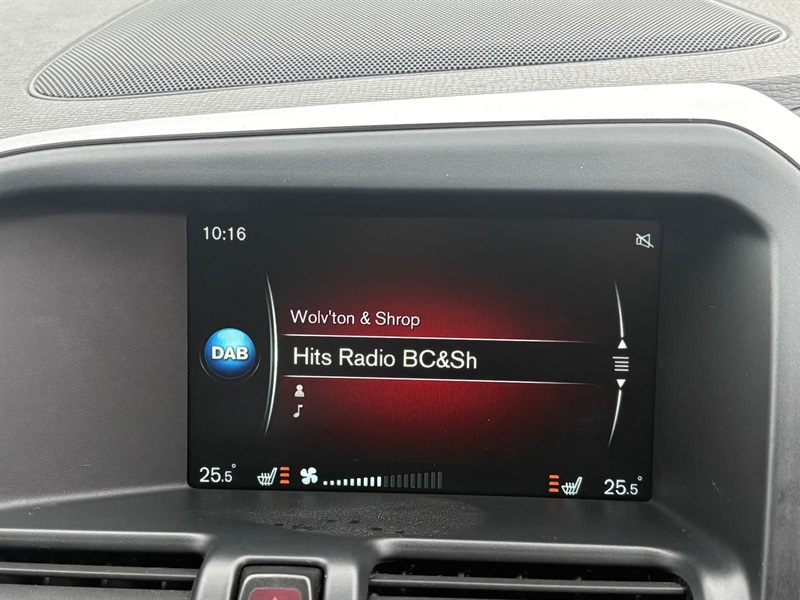 10:16
Wolv'ton & Shrop
DAB
Hits Radio BC&Sh
25.5°
25.5°